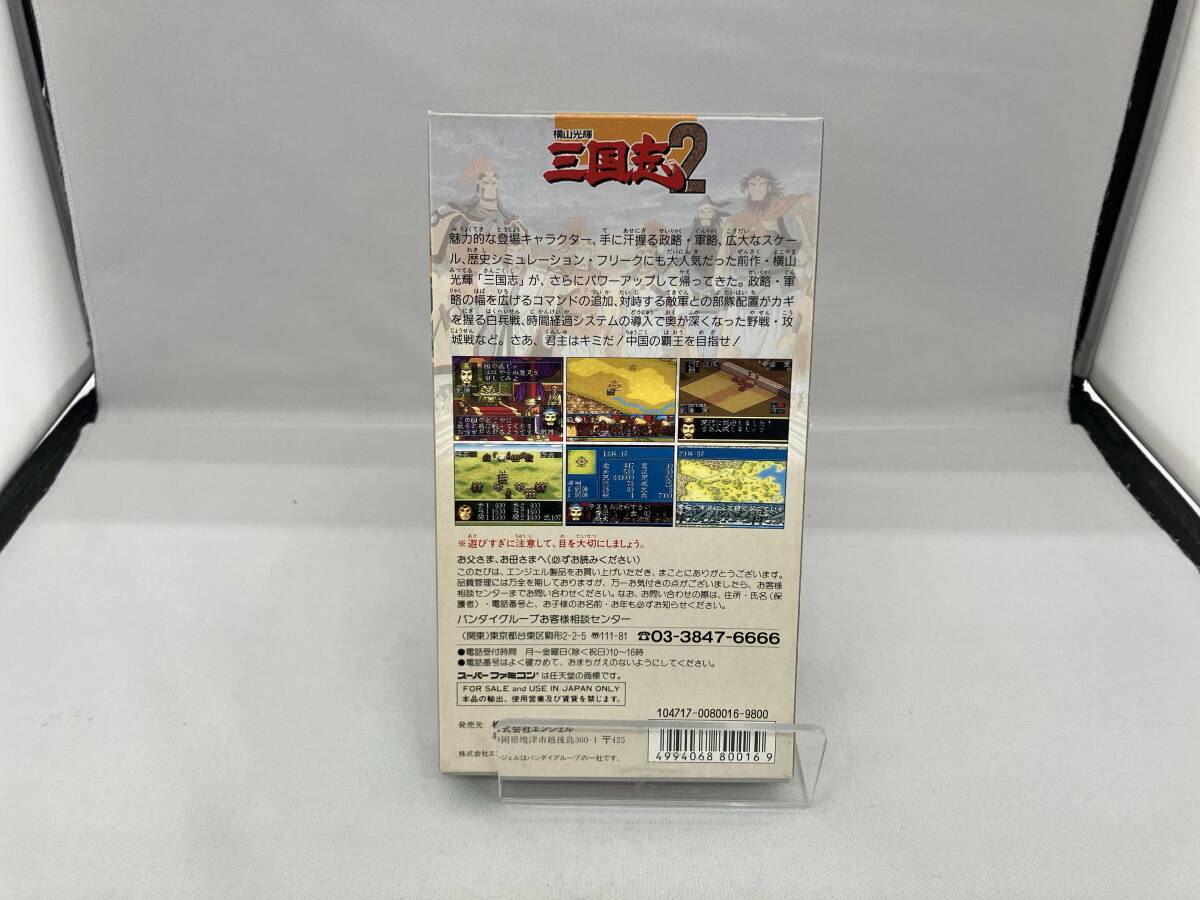 横山光輝
三国志2
魅力的な登場キャラクター、手に汗握る政略・軍略、広大なスケー
ル、歴史シミュレーション・フリークにも大人気だった前作・横山
光輝「三国志」が、さらにパワーアップして帰ってきた。政略・軍
略の幅を広げるコマンドの追加、対峙する敵軍との部隊配置がカギ
を握る白兵戦、時間経過システムの導入で奥が深くなった野戦・攻
城戦など。さあ、君主はキミだ！中国の覇王を目指せ！
※遊びすぎに注意して、目を大切にしましょう。
お父さま、お母さまへ（必ずお読みください）
このたびは、エンジェル製品をお買い上げいただき、まことにありがとうございます。
品質管理には万全を期しておりますが、万一お気付きの点がございましたら、お客様
相談センターまでお問い合わせください。なお、お問い合わせの際は、住所・氏名（保
護者）・電話番号と、お子様のお名前・お年も必ずお知らせください。
バンダイグループお客様相談センター
（関東）東京都台東区駒形2-2-5 〠111-81 ☎03-3847-6666
●電話受付時間 月〜金曜日（除く祝日）10〜16時
●電話番号はよく確かめて、おまちがえのないようにしてください。
スーパーファミコンは任天堂の商標です。
FOR SALE and USE IN JAPAN ONLY
本品の輸出、使用営業及び賃貸を禁じます。
104717-0080016-9800
発売元 株式会社エンジェル
岡県焼津市越後島360-1 〒425
株式会社エンジェルはバンダイグループの一社です。
4994068 800169